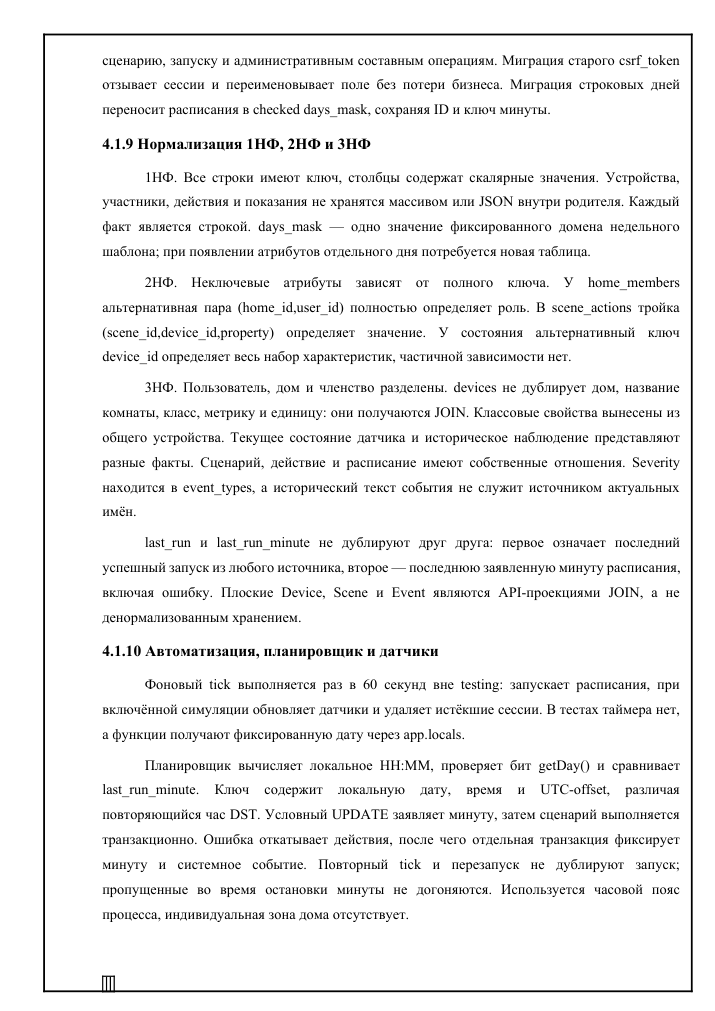 сценарию, запуску и административным составным операциям. Миграция старого csrf_token
отзывает сессии и переименовывает поле без потери бизнеса. Миграция строковых дней
переносит расписания в checked days_mask, сохраняя ID и ключ минуты.
4.1.9 Нормализация 1НФ, 2НФ и 3НФ
1НФ. Все строки имеют ключ, столбцы содержат скалярные значения. Устройства,
участники, действия и показания не хранятся массивом или JSON внутри родителя. Каждый
факт является строкой. days_mask — одно значение фиксированного домена недельного
шаблона; при появлении атрибутов отдельного дня потребуется новая таблица.
2НФ. Неключевые атрибуты зависят от полного ключа. У home_members
альтернативная пара (home_id,user_id) полностью определяет роль. В scene_actions тройка
(scene_id,device_id,property) определяет значение. У состояния альтернативный ключ
device_id определяет весь набор характеристик, частичной зависимости нет.
3НФ. Пользователь, дом и членство разделены. devices не дублирует дом, название
комнаты, класс, метрику и единицу: они получаются JOIN. Классовые свойства вынесены из
общего устройства. Текущее состояние датчика и историческое наблюдение представляют
разные факты. Сценарий, действие и расписание имеют собственные отношения. Severity
находится в event_types, а исторический текст события не служит источником актуальных
имён.
last_run и last_run_minute не дублируют друг друга: первое означает последний
успешный запуск из любого источника, второе — последнюю заявленную минуту расписания,
включая ошибку. Плоские Device, Scene и Event являются API-проекциями JOIN, а не
денормализованным хранением.
4.1.10 Автоматизация, планировщик и датчики
Фоновый tick выполняется раз в 60 секунд вне testing: запускает расписания, при
включённой симуляции обновляет датчики и удаляет истёкшие сессии. В тестах таймера нет,
а функции получают фиксированную дату через app.locals.
Планировщик вычисляет локальное HH:MM, проверяет бит getDay() и сравнивает
last_run_minute. Ключ содержит локальную дату, время и UTC-offset, различая
повторяющийся час DST. Условный UPDATE заявляет минуту, затем сценарий выполняется
транзакционно. Ошибка откатывает действия, после чего отдельная транзакция фиксирует
минуту и системное событие. Повторный tick и перезапуск не дублируют запуск;
пропущенные во время остановки минуты не догоняются. Используется часовой пояс
процесса, индивидуальная зона дома отсутствует.